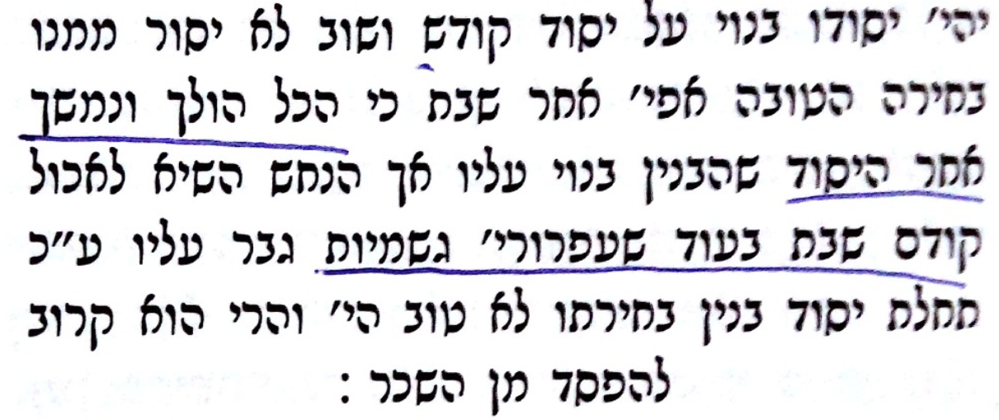 יהי׳ יסודו בנוי על יסוד קודש ושוב לא יסור ממנו
בחירה הטובה אפי׳ אחר שבת כי הכל הולך ונמשך
אחר היסוד שהבנין בנוי עליו אך הנחש השיא לאכול
קודם שבת בעוד שעפרורי׳ גשמיות גבר עליו ע״כ
תחלת יסוד בנין בחירתו לא טוב הי׳ והרי הוא קרוב
להפסד מן השכר :